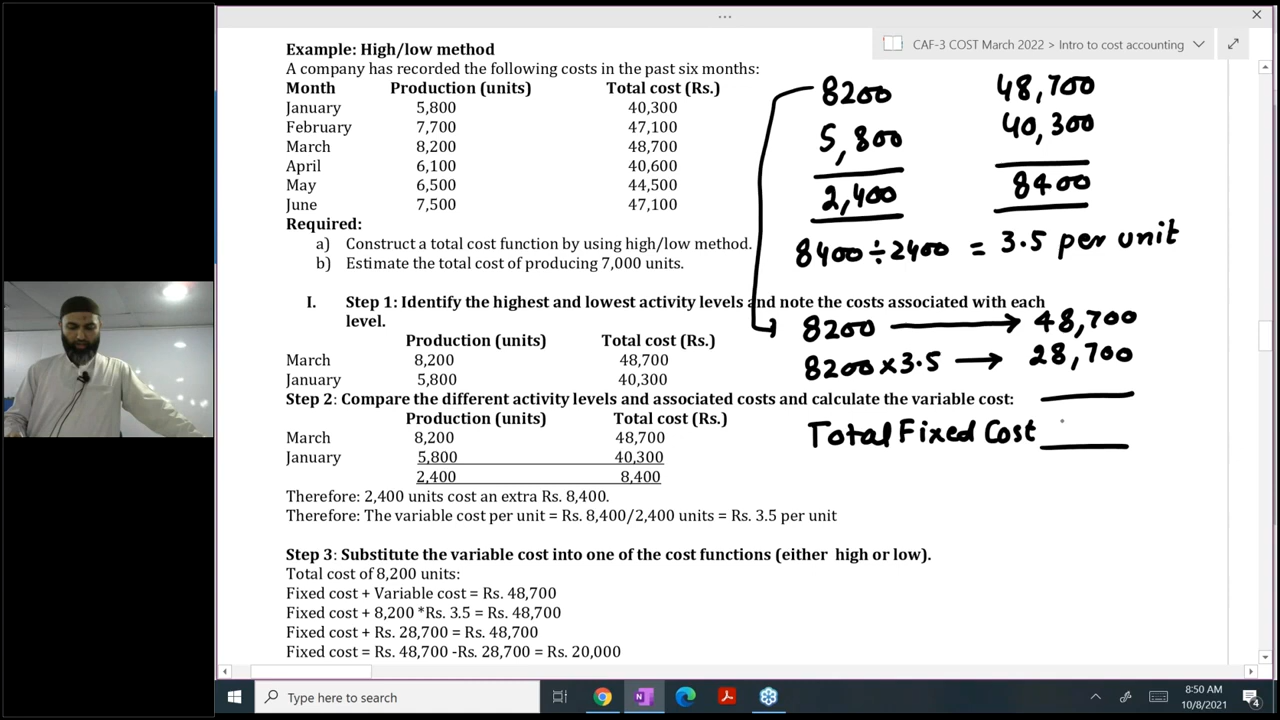 CAF-3 COST March 2022 > Intro to cost accounting
Example: High/low method
A company has recorded the following costs in the past six months:
Month Production (units) Total cost (Rs.)
January 5,800 40,300
February 7,700 47,100
March 8,200 48,700
April 6,100 40,600
May 6,500 44,500
June 7,500 47,100
Required:
a) Construct a total cost function by using high/low method.
b) Estimate the total cost of producing 7,000 units.
I. Step 1: Identify the highest and lowest activity levels and note the costs associated with each
level.
Production (units) Total cost (Rs.)
March 8,200 48,700
January 5,800 40,300
Step 2: Compare the different activity levels and associated costs and calculate the variable cost:
Production (units) Total cost (Rs.)
March 8,200 48,700
January 5,800 40,300
2,400 8,400
Therefore: 2,400 units cost an extra Rs. 8,400.
Therefore: The variable cost per unit = Rs. 8,400/2,400 units = Rs. 3.5 per unit
Step 3: Substitute the variable cost into one of the cost functions (either high or low).
Total cost of 8,200 units:
Fixed cost + Variable cost = Rs. 48,700
Fixed cost + 8,200 *Rs. 3.5 = Rs. 48,700
Fixed cost + Rs. 28,700 = Rs. 48,700
Fixed cost = Rs. 48,700 -Rs. 28,700 = Rs. 20,000
8200 48,700
5,800 40,300
2,400 8400
8400÷2400 = 3.5 per unit
8200 → 48,700
8200×3.5 → 28,700
Total Fixed Cost
Type here to search
8:50 AM
10/8/2021
4